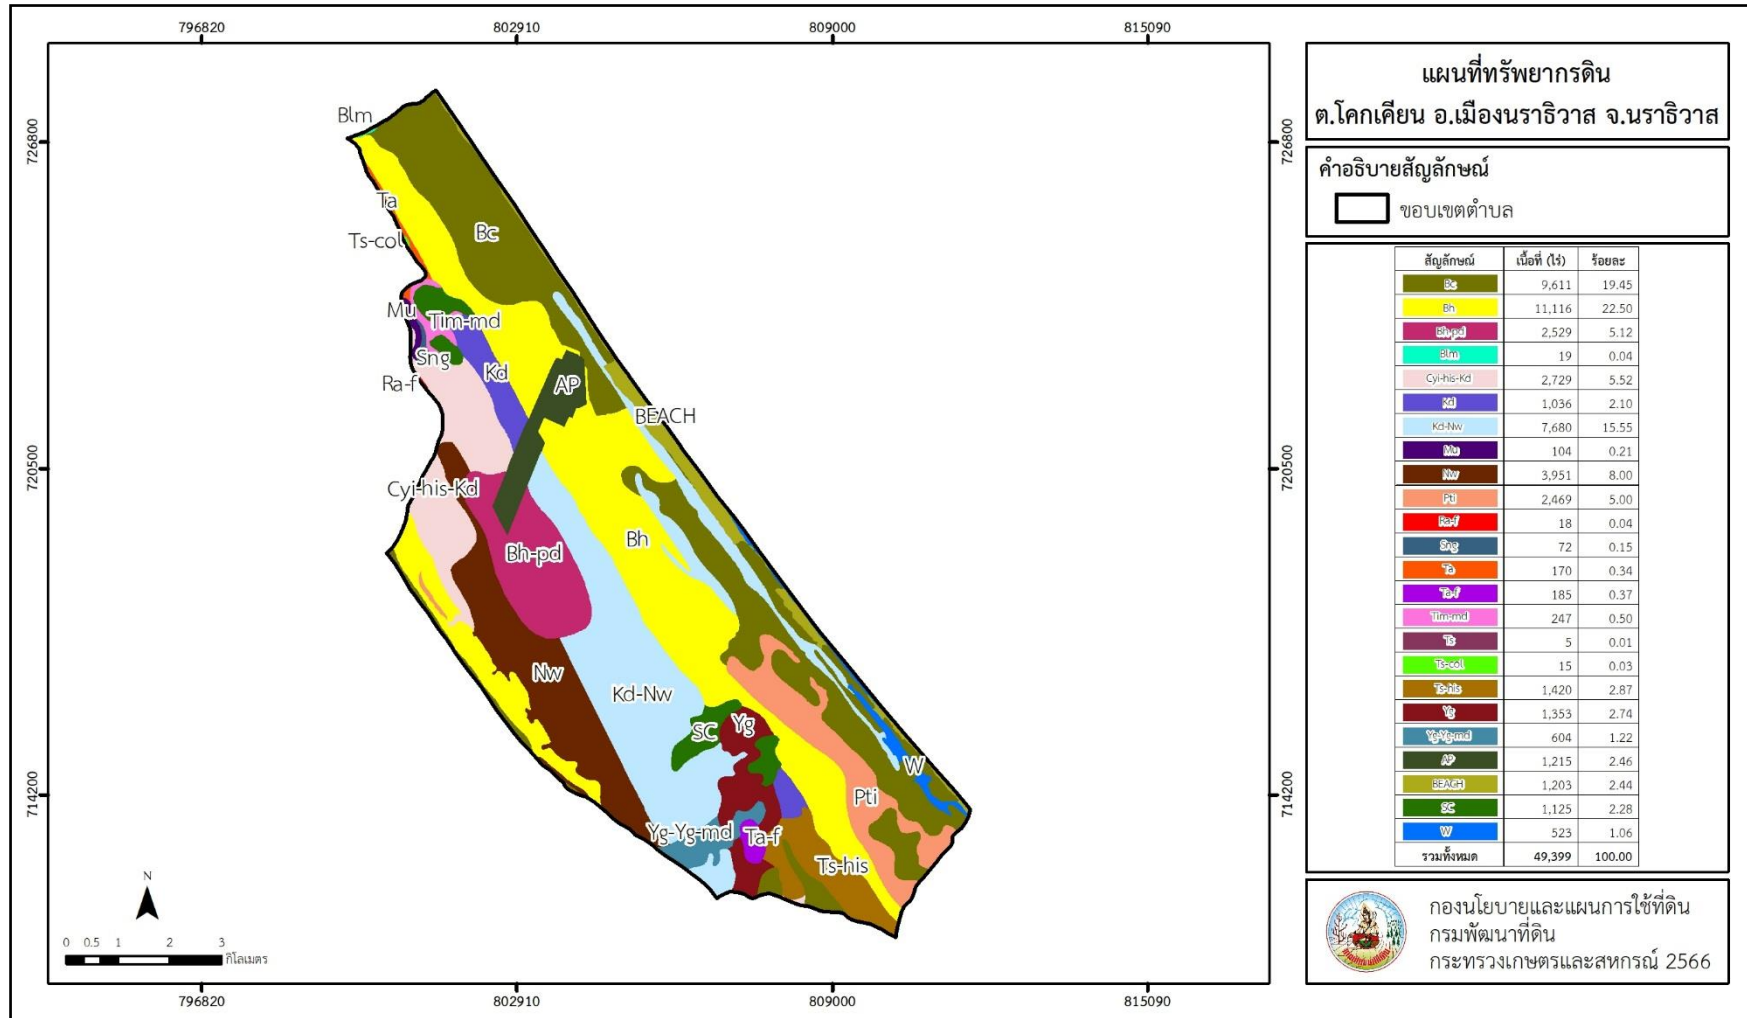 796820
802910
809000
815090
726800
720500
714200
726800
720500
714200
Blm
Ta
Ts-col
Bc
Mu
Tim-md
Sng
Kd
Ra-f
AP
BEACH
Cyi-his-Kd
Bh-pd
Bh
Nw
Kd-Nw
SC
Yg
W
Pti
Yg-Yg-md
Ta-f
Ts-his
N
0 0.5 1 2 3
กิโลเมตร
796820
802910
809000
815090
แผนที่ทรัพยากรดิน
ต.โคกเคียน อ.เมืองนราธิวาส จ.นราธิวาส
คำอธิบายสัญลักษณ์
ขอบเขตตำบล
สัญลักษณ์ เนื้อที่ (ไร่) ร้อยละ
Bc 9,611 19.45
Bh 11,116 22.50
Bh-pd 2,529 5.12
Blm 19 0.04
Cyi-his-Kd 2,729 5.52
Kd 1,036 2.10
Kd-Nw 7,680 15.55
Mu 104 0.21
Nw 3,951 8.00
Pti 2,469 5.00
Ra-f 18 0.04
Sng 72 0.15
Ta 170 0.34
Ta-f 185 0.37
Tim-md 247 0.50
Ts 5 0.01
Ts-col 15 0.03
Ts-his 1,420 2.87
Yg 1,353 2.74
Yg-Yg-md 604 1.22
AP 1,215 2.46
BEACH 1,203 2.44
SC 1,125 2.28
W 523 1.06
รวมทั้งหมด 49,399 100.00
กองนโยบายและแผนการใช้ที่ดิน
กรมพัฒนาที่ดิน
กระทรวงเกษตรและสหกรณ์ 2566